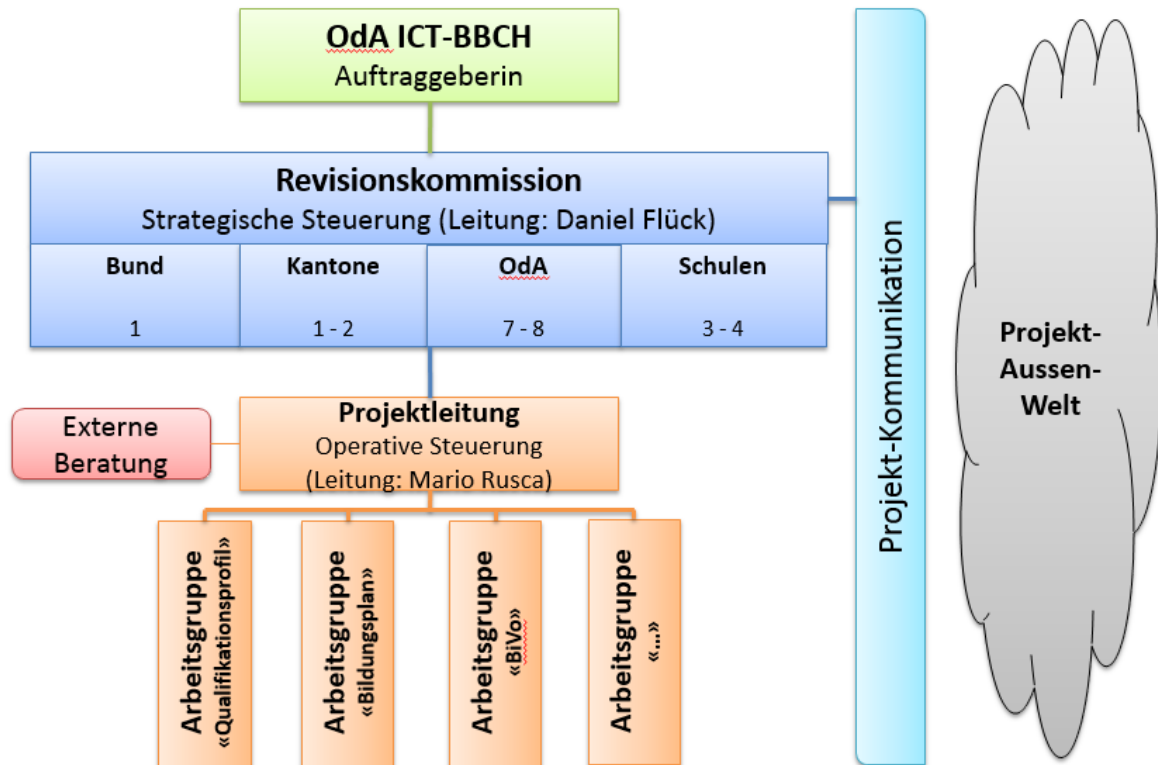 OdA ICT-BBCH
Auftraggeberin
Revisionskommission
Strategische Steuerung (Leitung: Daniel Flück)
Bund
1
Kantone
1 - 2
OdA
7 - 8
Schulen
3 - 4
Externe
Beratung
Projektleitung
Operative Steuerung
(Leitung: Mario Rusca)
Arbeitsgruppe
«Qualifikationsprofil»
Arbeitsgruppe
«Bildungsplan»
Arbeitsgruppe
«BiVo»
Arbeitsgruppe
«...»
Projekt-Kommunikation
Projekt-
Aussen-
Welt